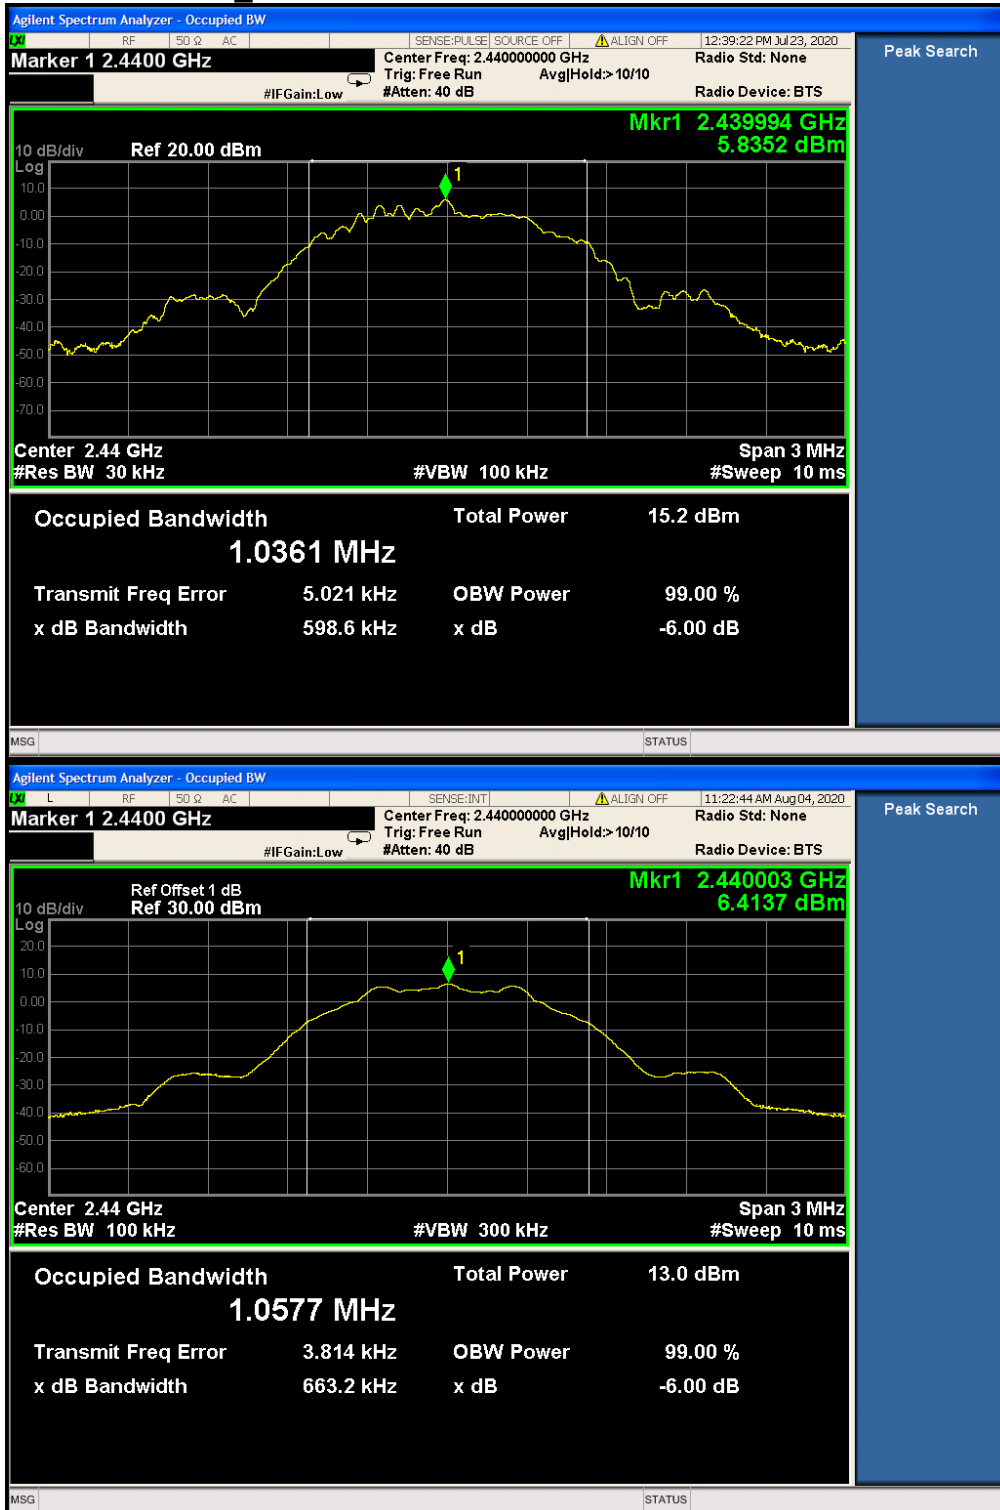 Agilent Spectrum Analyzer - Occupied BW
LXI RF 50 Ω AC SENSE:PULSE SOURCE OFF ALIGN OFF 12:39:22 PM Jul 23, 2020
Marker 1 2.4400 GHz
Center Freq: 2.440000000 GHz Radio Std: None
Trig: Free Run Avg|Hold:> 10/10
#IFGain:Low #Atten: 40 dB Radio Device: BTS
Peak Search
Mkr1 2.439994 GHz
5.8352 dBm
10 dB/div Ref 20.00 dBm
Log
1
10.0
0.00
-10.0
-20.0
-30.0
-40.0
-50.0
-60.0
-70.0
Center 2.44 GHz Span 3 MHz
#Res BW 30 kHz #VBW 100 kHz #Sweep 10 ms
Occupied Bandwidth Total Power 15.2 dBm
1.0361 MHz
Transmit Freq Error 5.021 kHz OBW Power 99.00 %
x dB Bandwidth 598.6 kHz x dB -6.00 dB
MSG STATUS
Agilent Spectrum Analyzer - Occupied BW
LXI L RF 50 Ω AC SENSE:INT ALIGN OFF 11:22:44 AM Aug 04, 2020
Marker 1 2.4400 GHz
Center Freq: 2.440000000 GHz Radio Std: None
Trig: Free Run Avg|Hold:> 10/10
#IFGain:Low #Atten: 40 dB Radio Device: BTS
Peak Search
Mkr1 2.440003 GHz
6.4137 dBm
Ref Offset 1 dB
10 dB/div Ref 30.00 dBm
Log
1
20.0
10.0
0.00
-10.0
-20.0
-30.0
-40.0
-50.0
-60.0
Center 2.44 GHz Span 3 MHz
#Res BW 100 kHz #VBW 300 kHz #Sweep 10 ms
Occupied Bandwidth Total Power 13.0 dBm
1.0577 MHz
Transmit Freq Error 3.814 kHz OBW Power 99.00 %
x dB Bandwidth 663.2 kHz x dB -6.00 dB
MSG STATUS